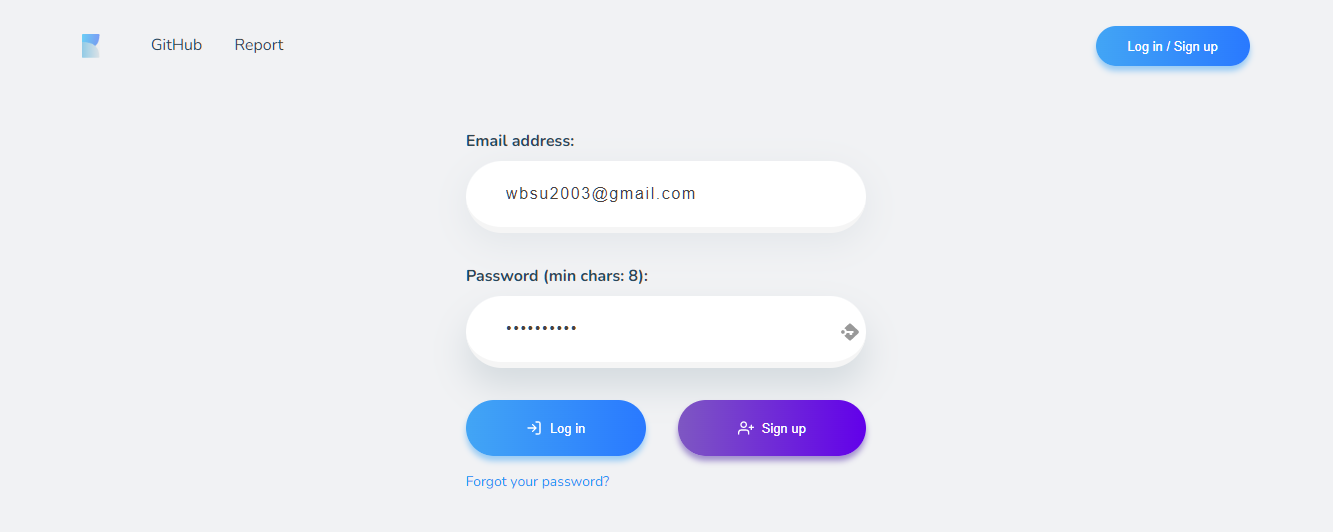 GitHub Report Log in / Sign up
Email address:
wbsu2003@gmail.com
Password (min chars: 8):
••••••••••
Log in Sign up
Forgot your password?